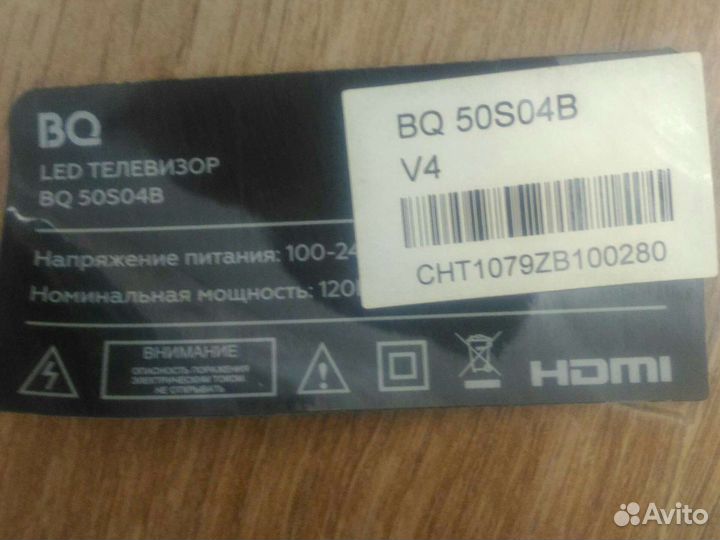 BQ
LED ТЕЛЕВИЗОР
BQ 50S04B
Напряжение питания: 100-24
Номинальная мощность: 120
BQ 50S04B
V4
CHT1079ZB100280
ВНИМАНИЕ
ОПАСНОСТЬ ПОРАЖЕНИЯ
ЭЛЕКТРИЧЕСКИМ ТОКОМ.
НЕ ОТКРЫВАТЬ
HDMI
Avito